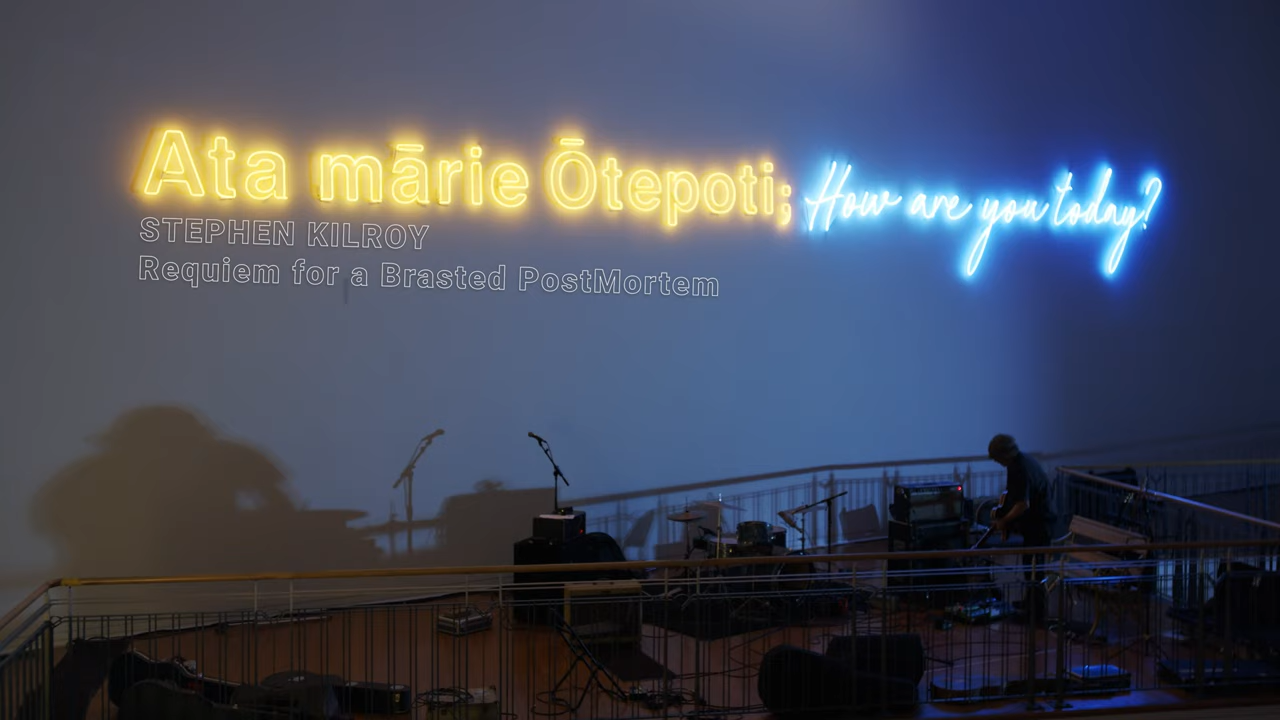 Ata mārie Ōtepoti; How are you today?
STEPHEN KILROY
Requiem for a Brasted PostMortem